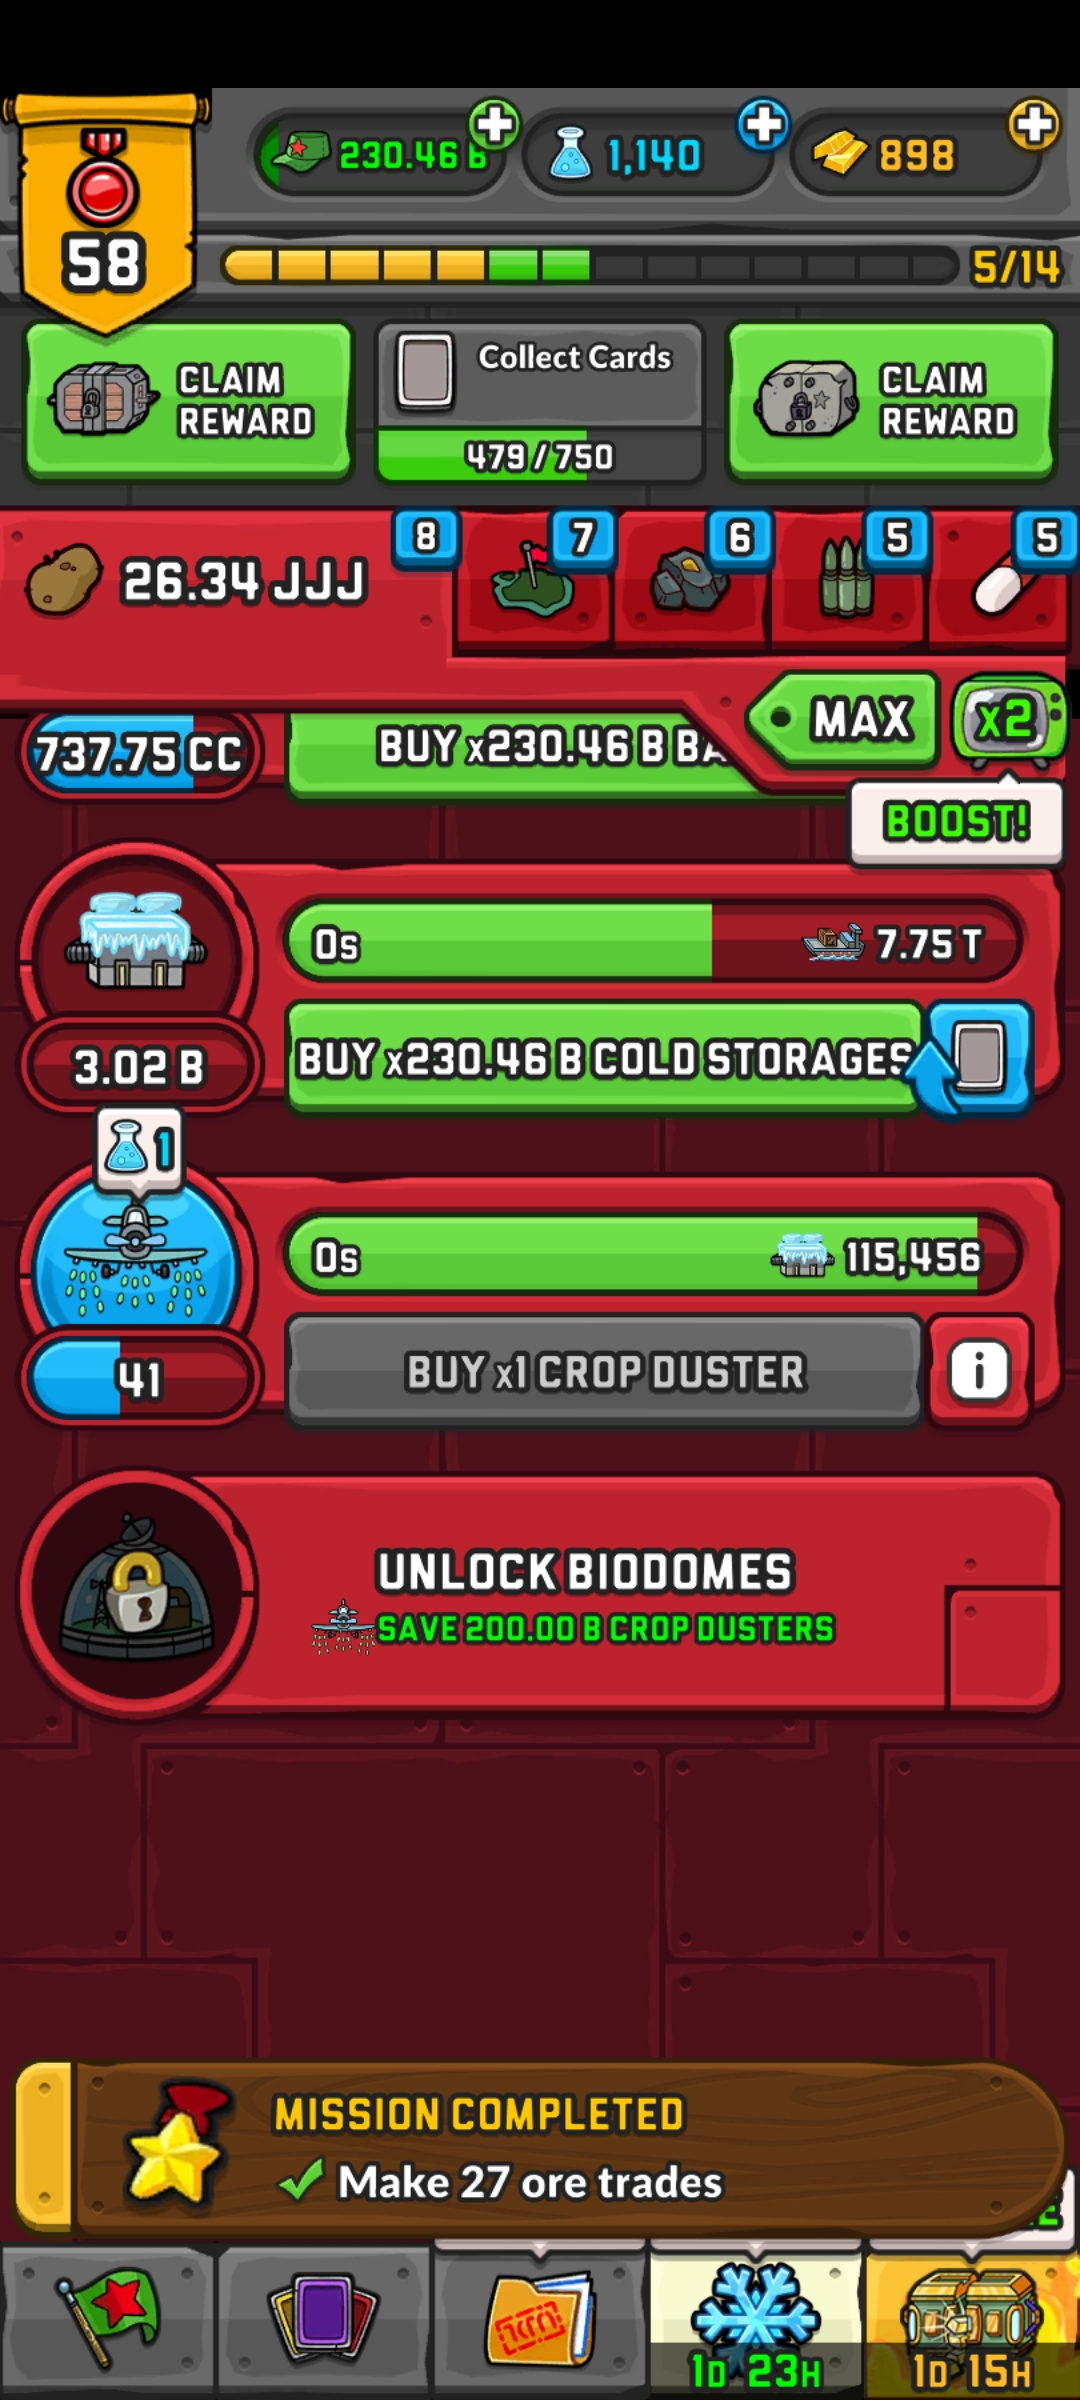 58
230.46 B
1,140
898
5/14
CLAIM
REWARD
Collect Cards
479 / 750
CLAIM
REWARD
26.34 JJJ
8
7
6
5
5
MAX
x2
BOOST!
737.75 CC
BUY x230.46 B
0s
7.75 T
3.02 B
BUY x230.46 B COLD STORAGES
1
0s
115,456
41
BUY x1 CROP DUSTER
i
UNLOCK BIODOMES
SAVE 200.00 B CROP DUSTERS
MISSION COMPLETED
Make 27 ore trades
1D 23H
1D 15H